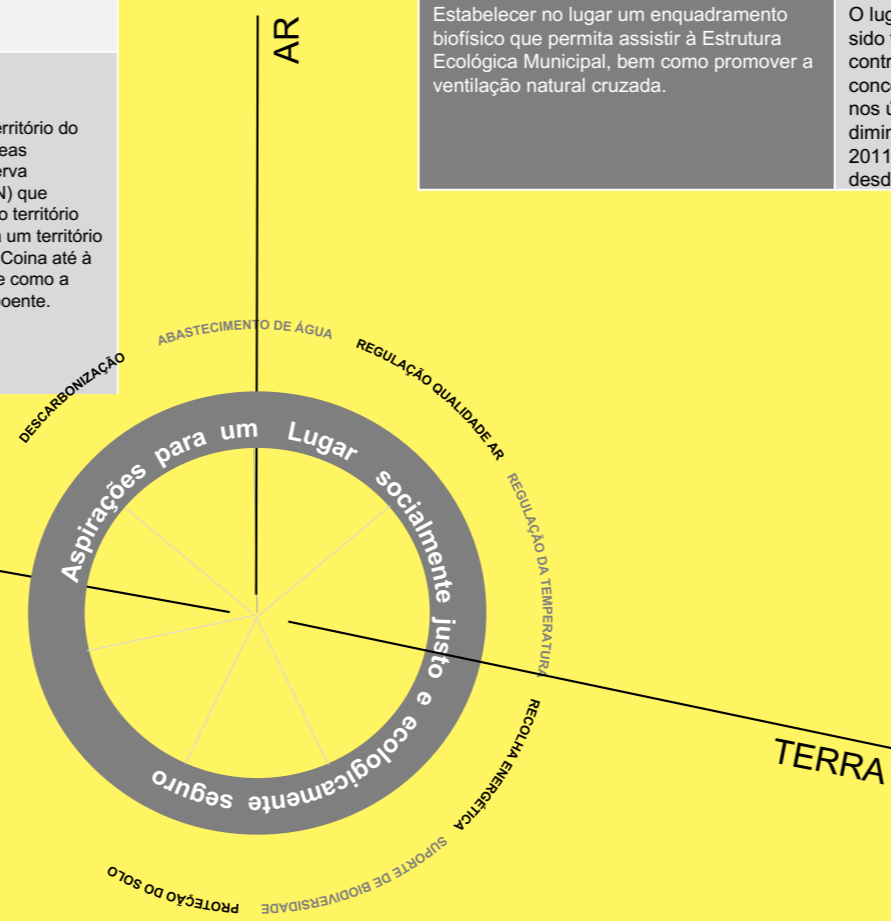 AR
Estabelecer no lugar um enquadramento
biofísico que permita assistir à Estrutura
Ecológica Municipal, bem como promover a
ventilação natural cruzada.
O lug
sido
contr
conc
nos ú
dimin
2011
desd
erritório do
eas
erva
N) que
o território
a um território
Coina até à
e como a
oente.
DESCARBONIZAÇÃO
ABASTECIMENTO DE ÁGUA
REGULAÇÃO QUALIDADE AR
REGULAÇÃO DA TEMPERATURA
RECOLHA ENERGÉTICA
SUPORTE DE BIODIVERSIDADE
PROTEÇÃO DO SOLO
Aspirações para um Lugar socialmente justo e ecologicamente seguro
TERRA